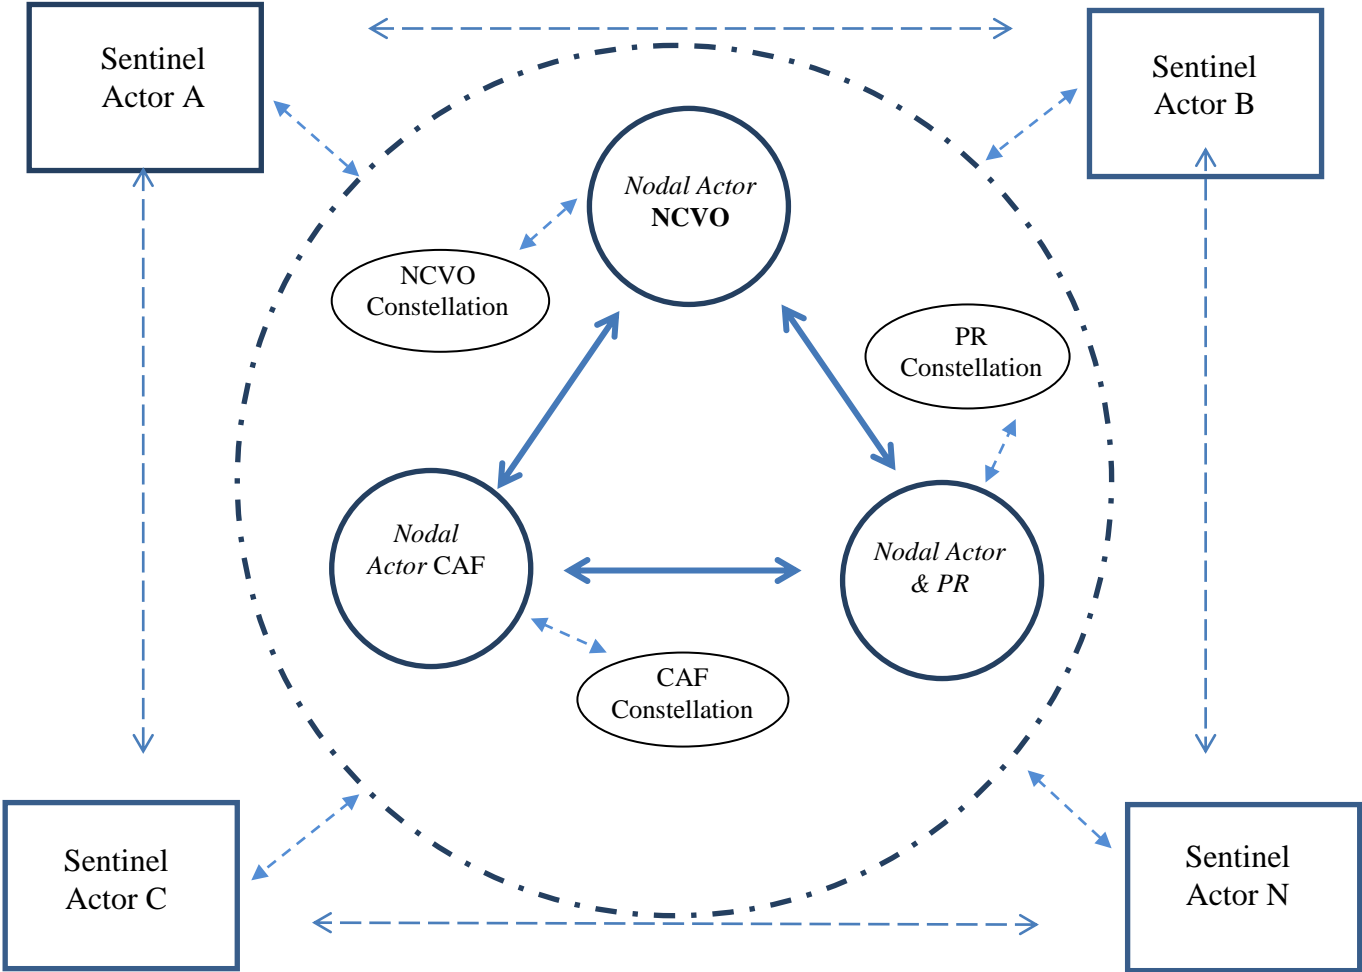 Sentinel
Actor A
Sentinel
Actor B
Nodal Actor
NCVO
NCVO
Constellation
PR
Constellation
Nodal
Actor CAF
Nodal Actor
& PR
CAF
Constellation
Sentinel
Actor C
Sentinel
Actor N